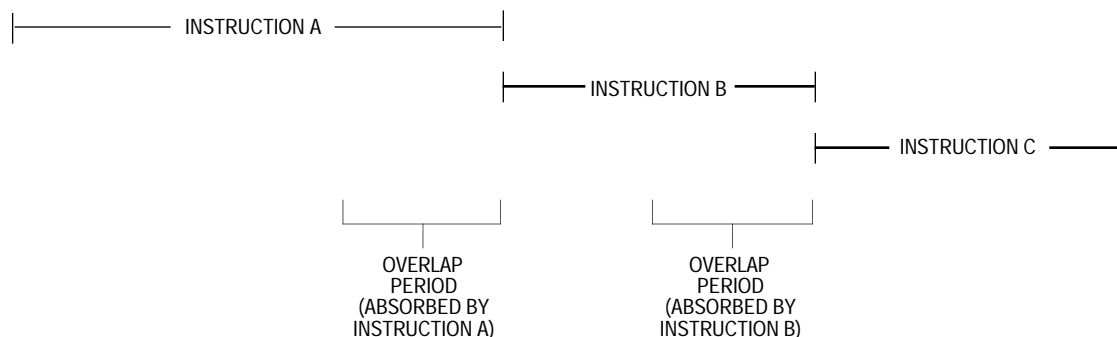 INSTRUCTION A
INSTRUCTION B
INSTRUCTION C
OVERLAP
PERIOD
(ABSORBED BY
INSTRUCTION A)
OVERLAP
PERIOD
(ABSORBED BY
INSTRUCTION B)